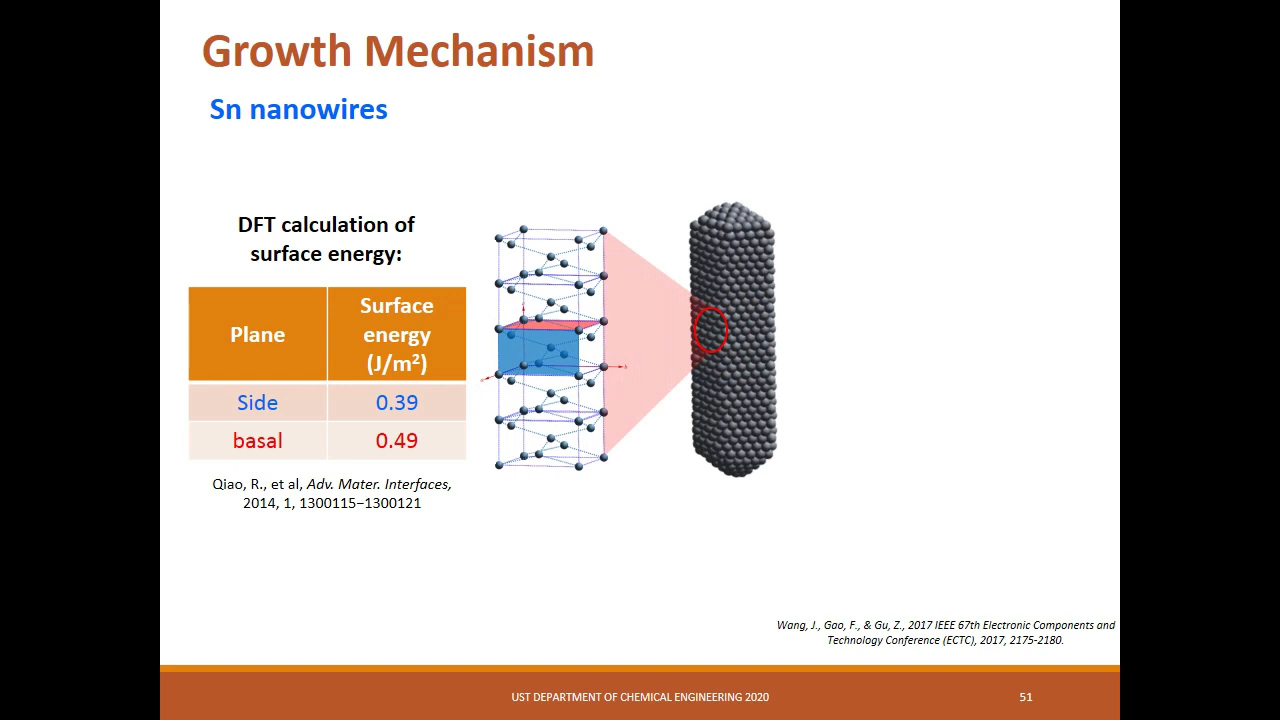 Growth Mechanism
Sn nanowires
DFT calculation of
surface energy:
Plane
Surface
energy
(J/m²)
Side 0.39
basal 0.49
Qiao, R., et al, Adv. Mater. Interfaces,
2014, 1, 1300115–1300121
Wang, J., Gao, F., & Gu, Z., 2017 IEEE 67th Electronic Components and
Technology Conference (ECTC), 2017, 2175-2180.
UST DEPARTMENT OF CHEMICAL ENGINEERING 2020
51